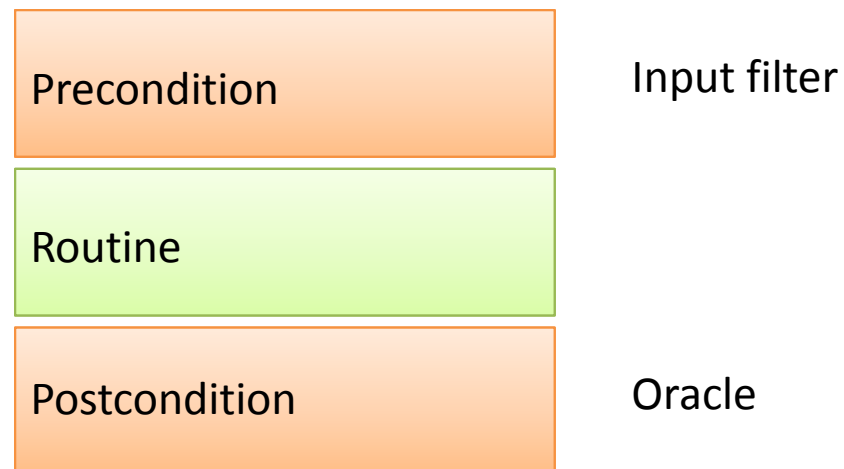 Precondition
Input filter
Routine
Postcondition
Oracle